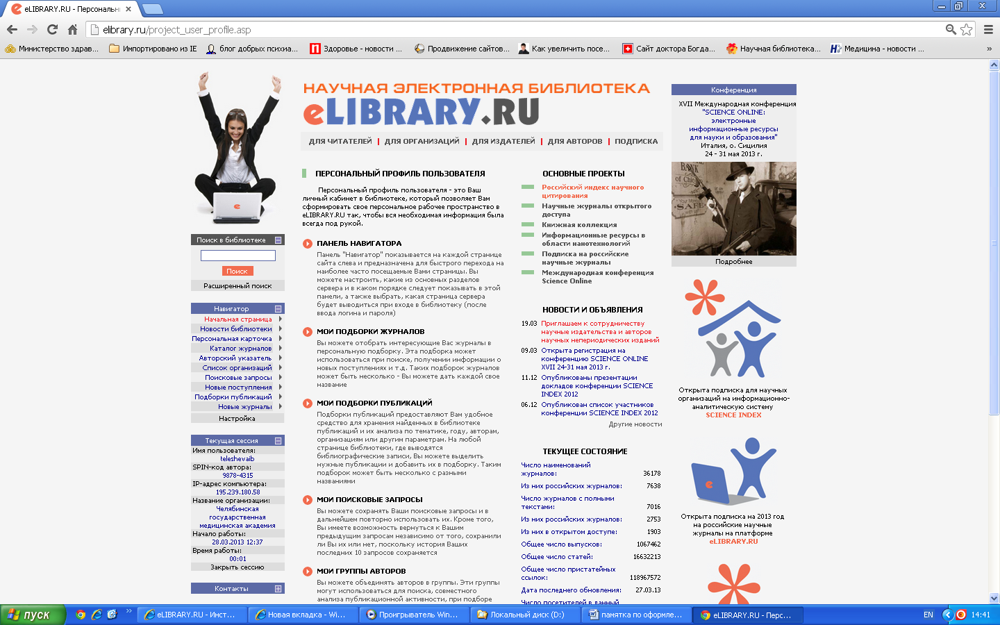 eLIBRARY.RU - Персональн
elibrary.ru/project_user_profile.asp
Министерство здрав...
Импортировано из IE
блог добрых психиа...
Здоровье - новости ...
Продвижение сайтов...
Как увеличить посе...
Сайт доктора Богда...
Научная библиотека...
Медицина - новости ...
»
НАУЧНАЯ ЭЛЕКТРОННАЯ БИБЛИОТЕКА
eLIBRARY.RU
ДЛЯ ЧИТАТЕЛЕЙ | ДЛЯ ОРГАНИЗАЦИЙ | ДЛЯ ИЗДАТЕЛЕЙ | ДЛЯ АВТОРОВ | ПОДПИСКА
Поиск в библиотеке
Поиск
Расширенный поиск
Навигатор
Начальная страница
Новости библиотеки
Персональная карточка
Каталог журналов
Авторский указатель
Список организаций
Поисковые запросы
Новые поступления
Подборки публикаций
Новые журналы
Настройка
Текущая сессия
Имя пользователя:
teleshevaib
SPIN-код автора:
9878-4315
IP-адрес компьютера:
195.239.180.58
Название организации:
Челябинская
государственная
медицинская академия
Начало работы:
28.03.2013 12:37
Время работы:
00:01
Закрыть сессию
Контакты
ПЕРСОНАЛЬНЫЙ ПРОФИЛЬ ПОЛЬЗОВАТЕЛЯ
Персональный профиль пользователя - это Ваш
личный кабинет в библиотеке, который позволяет Вам
сформировать свое персональное рабочее пространство в
eLIBRARY.RU так, чтобы вся необходимая информация была
всегда под рукой.
ПАНЕЛЬ НАВИГАТОРА
Панель "Навигатор" показывается на каждой странице
сайта слева и предназначена для быстрого перехода на
наиболее часто посещаемые Вами страницы. Вы
можете настроить, какие из основных разделов
сервера и в каком порядке следует показывать в этой
панели, а также выбрать, какая страница сервера
будет выводиться при входе в библиотеку (после
ввода логина и пароля)
МОИ ПОДБОРКИ ЖУРНАЛОВ
Вы можете отобрать интересующие Вас журналы в
персональную подборку. Эта подборка может
использоваться при поиске, получении информации о
новых поступлениях и т.д. Таких подборок журналов
может быть несколько - Вы можете дать каждой свое
название
МОИ ПОДБОРКИ ПУБЛИКАЦИЙ
Подборки публикаций предоставляют Вам удобное
средство для хранения найденных в библиотеке
публикаций и их анализа по тематике, году, авторам,
организациям или другим параметрам. На любой
странице библиотеки, где выводятся
библиографические записи, Вы можете выделить
нужные публикации и добавить их в подборку. Таким
подборок может быть несколько с разными
названиями
МОИ ПОИСКОВЫЕ ЗАПРОСЫ
Вы можете сохранять Ваши поисковые запросы и в
дальнейшем повторно использовать их. Кроме того,
Вы имеете возможность вернуться к Вашим
предыдущим запросам независимо от того, сохранили
ли Вы их или нет, поскольку история Ваших
последних 10 запросов сохраняется
МОИ ГРУППЫ АВТОРОВ
Вы можете объединять авторов в группы. Эти группы
могут использоваться для поиска, совместного
анализа публикационной активности, при подборе
ОСНОВНЫЕ ПРОЕКТЫ
Российский индекс научного
цитирования
Научные журналы открытого
доступа
Книжная коллекция
Информационные ресурсы в
области нанотехнологий
Подписка на российские
научные журналы
Международная конференция
Science Online
НОВОСТИ И ОБЪЯВЛЕНИЯ
19.03 Приглашаем к сотрудничеству
научные издательства и авторов
научных непериодических изданий
09.03 Открыта регистрация на
конференцию SCIENCE ONLINE
XVII 24-31 мая 2013 г.
11.12 Опубликованы презентации
докладов конференции SCIENCE
INDEX 2012
06.12 Опубликован список участников
конференции SCIENCE INDEX 2012
Другие новости
ТЕКУЩЕЕ СОСТОЯНИЕ
Число наименований
журналов: 36178
Из них российских журналов: 7638
Число журналов с полными
текстами: 7016
Из них российских журналов: 2753
Из них в открытом доступе: 1903
Общее число выпусков: 1067462
Общее число статей: 16632213
Общее число пристатейных
ссылок: 118967572
Дата последнего обновления: 27.03.13
Число посетителей в данный
Конференция
XVII Международная конференция
"SCIENCE ONLINE:
электронные
информационные ресурсы
для науки и образования"
Италия, о. Сицилия
24 - 31 мая 2013 г.
BANK
of Chic
SAFE
Подробнее
Открыта подписка для научных
организаций на информационно-
аналитическую систему
SCIENCE INDEX
Открыта подписка на 2013 год
на российские научные
журналы на платформе
eLIBRARY.RU
пуск
»
eLIBRARY.RU - Инст...
Новая вкладка - Wi...
Проигрыватель Win...
Локальный диск (D:)
памятка по оформле...
eLIBRARY.RU - Перс...
EN
14:41